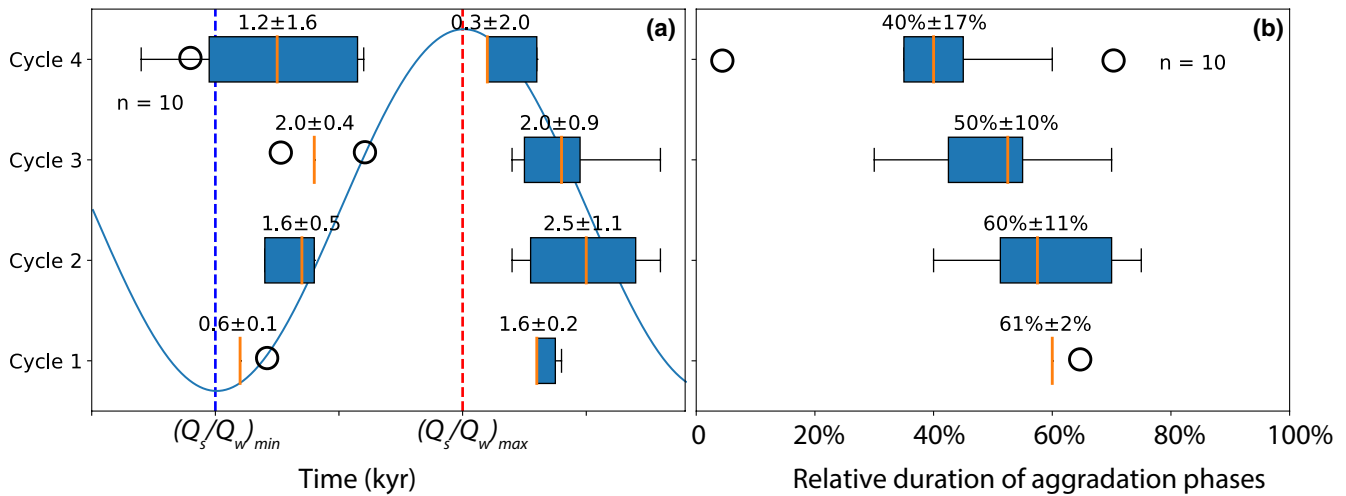 1.2±1.6
0.3±2.0
(a)
Cycle 4
n = 10
2.0±0.4
2.0±0.9
Cycle 3
1.6±0.5
2.5±1.1
Cycle 2
0.6±0.1
1.6±0.2
Cycle 1
(Qs/Qw)min
(Qs/Qw)max
Time (kyr)
40%±17%
(b)
n = 10
50%±10%
60%±11%
61%±2%
0 20% 40% 60% 80% 100%
Relative duration of aggradation phases